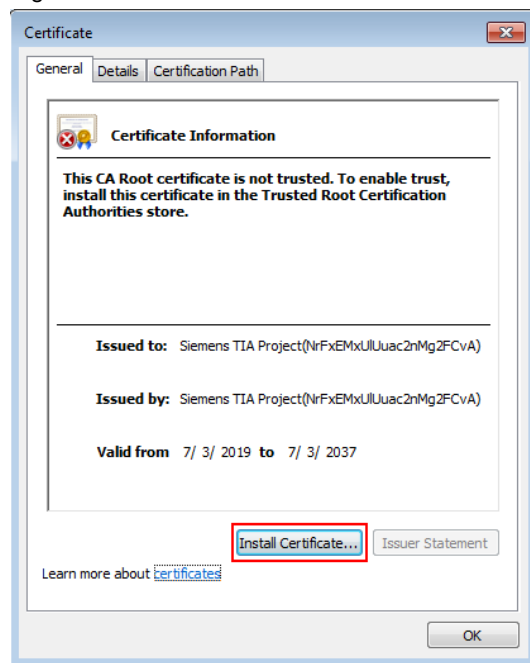 Certificate
General Details Certification Path
Certificate Information
This CA Root certificate is not trusted. To enable trust,
install this certificate in the Trusted Root Certification
Authorities store.
Issued to: Siemens TIA Project(NrFxEMxUlUuac2nMg2FCvA)
Issued by: Siemens TIA Project(NrFxEMxUlUuac2nMg2FCvA)
Valid from 7/ 3/ 2019 to 7/ 3/ 2037
Install Certificate... Issuer Statement
Learn more about certificates
OK